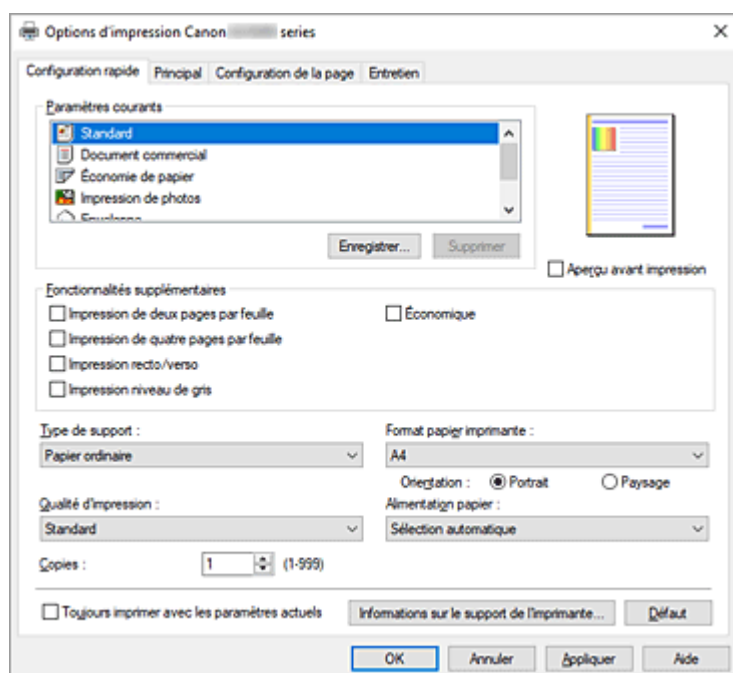 Options d'impression Canon series
Configuration rapide Principal Configuration de la page Entretien
Paramètres courants
Standard
Document commercial
Économie de papier
Impression de photos
Enregistrer... Supprimer
Aperçu avant impression
Fonctionnalités supplémentaires
Impression de deux pages par feuille Économique
Impression de quatre pages par feuille
Impression recto/verso
Impression niveau de gris
Type de support : Format papier imprimante :
Papier ordinaire A4
Orientation : Portrait Paysage
Qualité d'impression : Alimentation papier :
Standard Sélection automatique
Copies : 1 (1-999)
Toujours imprimer avec les paramètres actuels Informations sur le support de l'imprimante... Défaut
OK Annuler Appliquer Aide